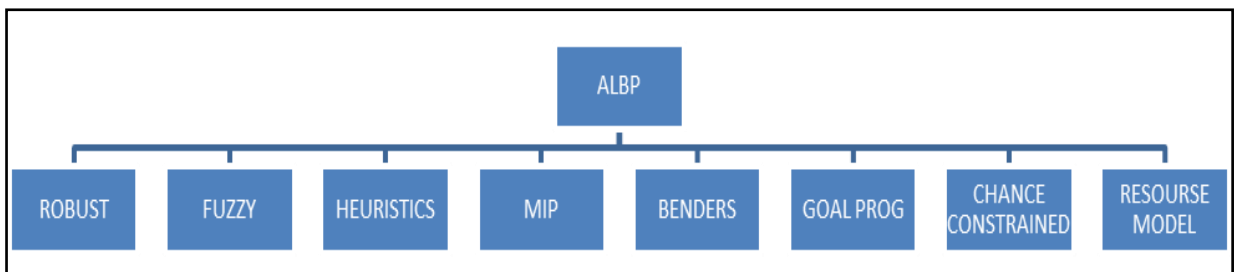 ALBP
ROBUST
FUZZY
HEURISTICS
MIP
BENDERS
GOAL PROG
CHANCE
CONSTRAINED
RESOURSE
MODEL